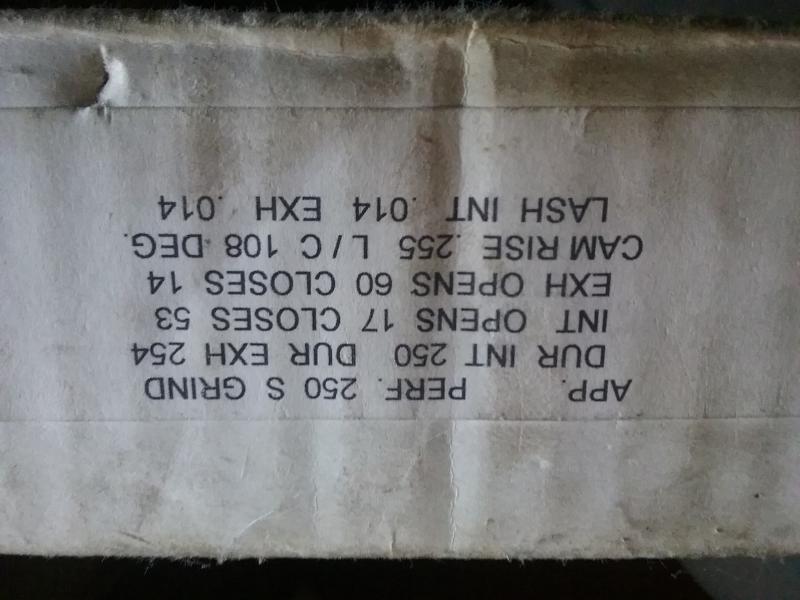 APP. PERF. 250 S GRIND
DUR INT 250 DUR EXH 254
INT OPENS 17 CLOSES 53
EXH OPENS 60 CLOSES 14
CAM RISE .255 L/C 108 DEG.
LASH INT .014 EXH .014